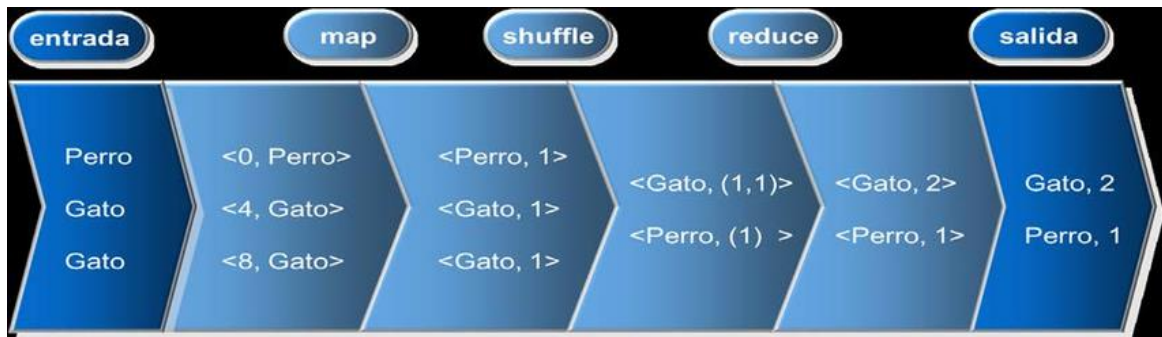 entrada
map
shuffle
reduce
salida
Perro
Gato
Gato
<0, Perro>
<4, Gato>
<8, Gato>
<Perro, 1>
<Gato, 1>
<Gato, 1>
<Gato, (1,1)>
<Perro, (1) >
<Gato, 2>
<Perro, 1>
Gato, 2
Perro, 1